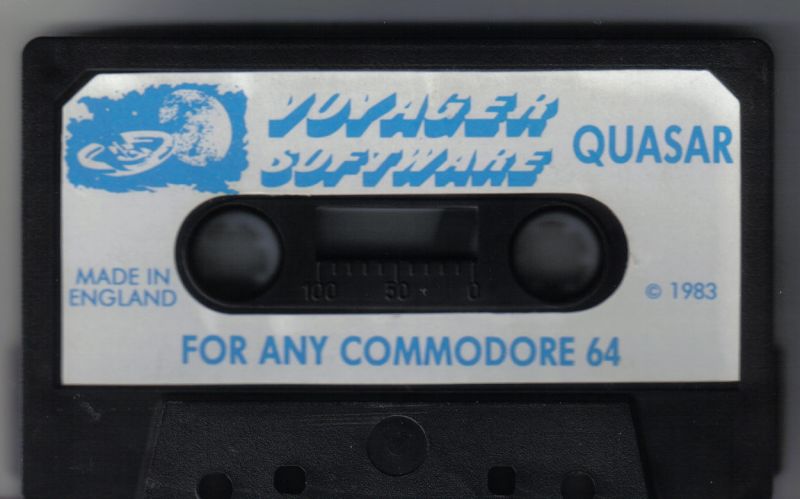 VOYAGER
SOFTWARE
QUASAR
MADE IN
ENGLAND
100 50 0
© 1983
FOR ANY COMMODORE 64